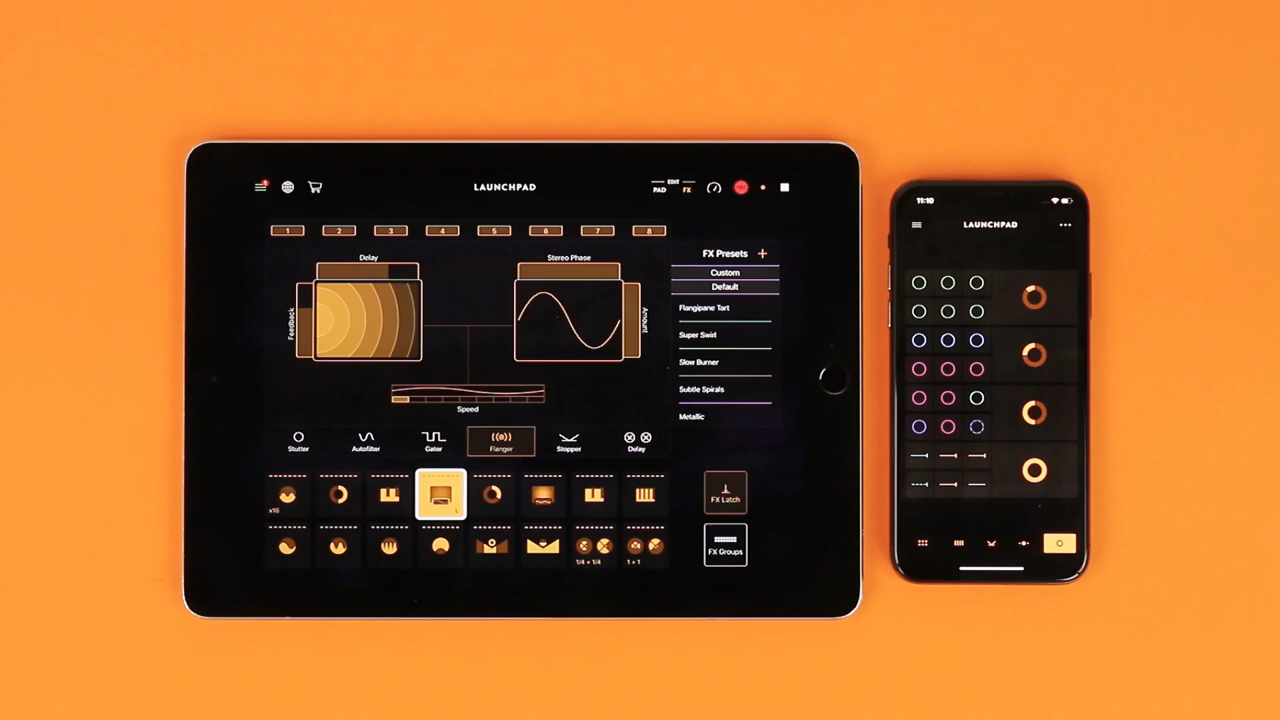 LAUNCHPAD
EDIT
PAD FX
1 2 3 4 5 6 7 8
Delay
Stereo Phase
Feedback
Amount
Speed
FX Presets +
Custom
Default
Flangipane Tart
Super Swirl
Slow Burner
Subtle Spirals
Metallic
Stutter Autofilter Gater Flanger Stopper Delay
x16
L
1/4 + 1/4
1 + 1
FX Latch
FX Groups
11:10
LAUNCHPAD